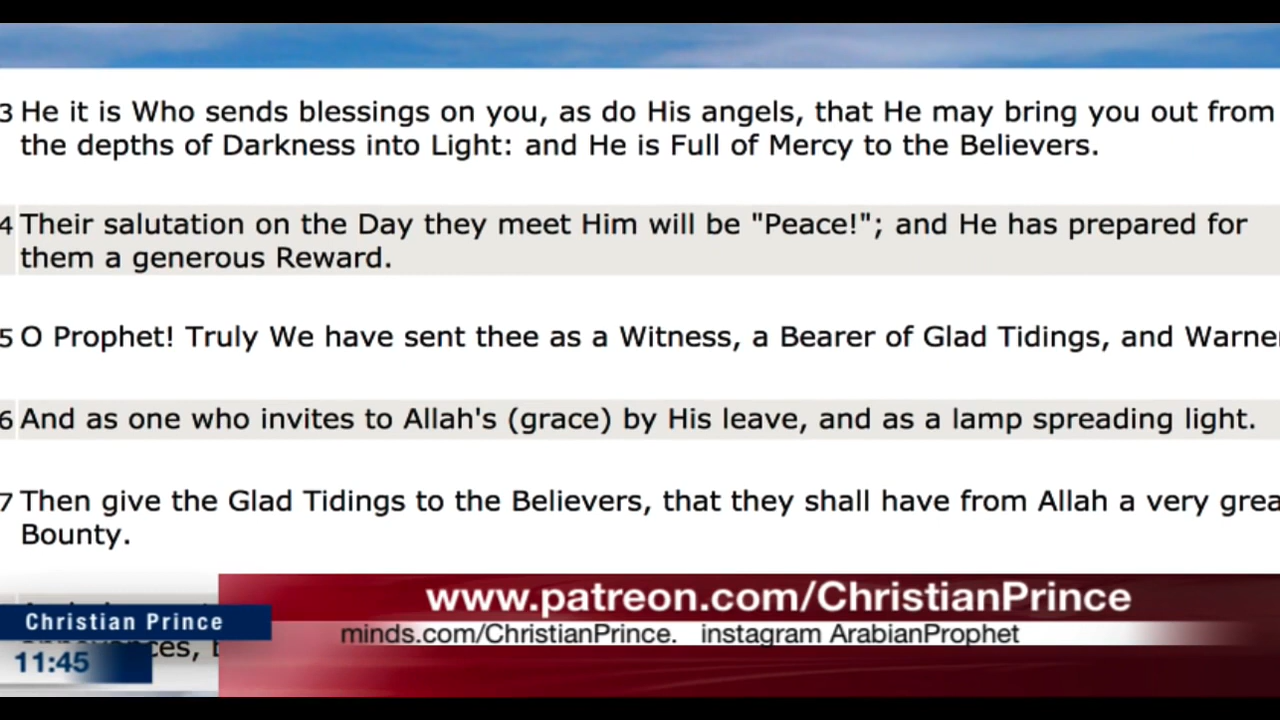 3 He it is Who sends blessings on you, as do His angels, that He may bring you out from
the depths of Darkness into Light: and He is Full of Mercy to the Believers.
4 Their salutation on the Day they meet Him will be "Peace!"; and He has prepared for
them a generous Reward.
5 O Prophet! Truly We have sent thee as a Witness, a Bearer of Glad Tidings, and Warne
6 And as one who invites to Allah's (grace) by His leave, and as a lamp spreading light.
7 Then give the Glad Tidings to the Believers, that they shall have from Allah a very grea
Bounty.
www.patreon.com/ChristianPrince
Christian Prince
minds.com/ChristianPrince. instagram ArabianProphet
11:45